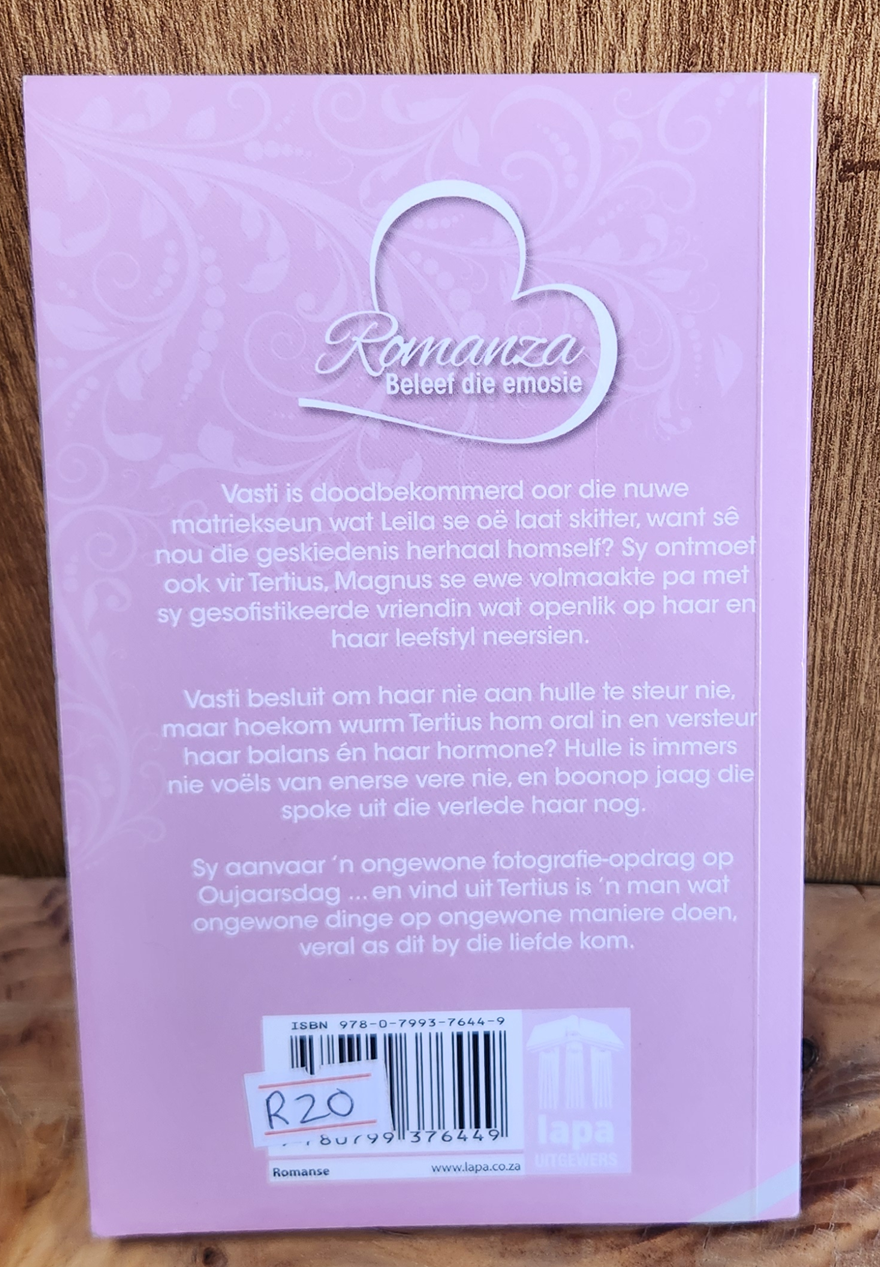 Romanza
Beleef die emosie
Vasti is doodbekommerd oor die nuwe
matriekseun wat Leila se oë laat skitter, want sê
nou die geskiedenis herhaal homself? Sy ontmoet
ook vir Tertius, Magnus se ewe volmaakte pa met
sy gesofistikeerde vriendin wat openlik op haar en
haar leefstyl neersien.
Vasti besluit om haar nie aan hulle te steur nie,
maar hoekom wurm Tertius hom oral in en versteur
haar balans én haar hormone? Hulle is immers
nie voëls van enerse vere nie, en boonop jaag die
spoke uit die verlede haar nog.
Sy aanvaar 'n ongewone fotografie-opdrag op
Oujaarsdag ... en vind uit Tertius is 'n man wat
ongewone dinge op ongewone maniere doen,
veral as dit by die liefde kom.
ISBN 978-0-7993-7644-9
R20
780799 376449
Romanse www.lapa.co.za
lapa
UITGEWERS